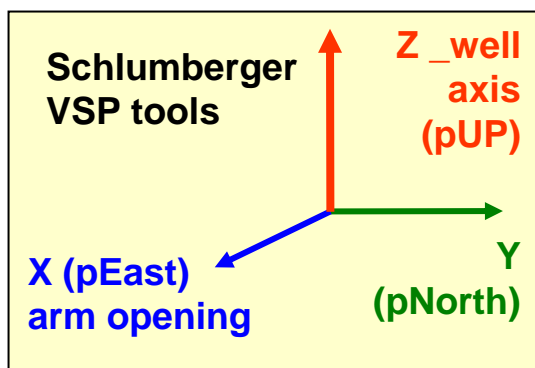 Schlumberger
VSP tools
Z _well
axis
(pUP)
X (pEast)
arm opening
Y
(pNorth)